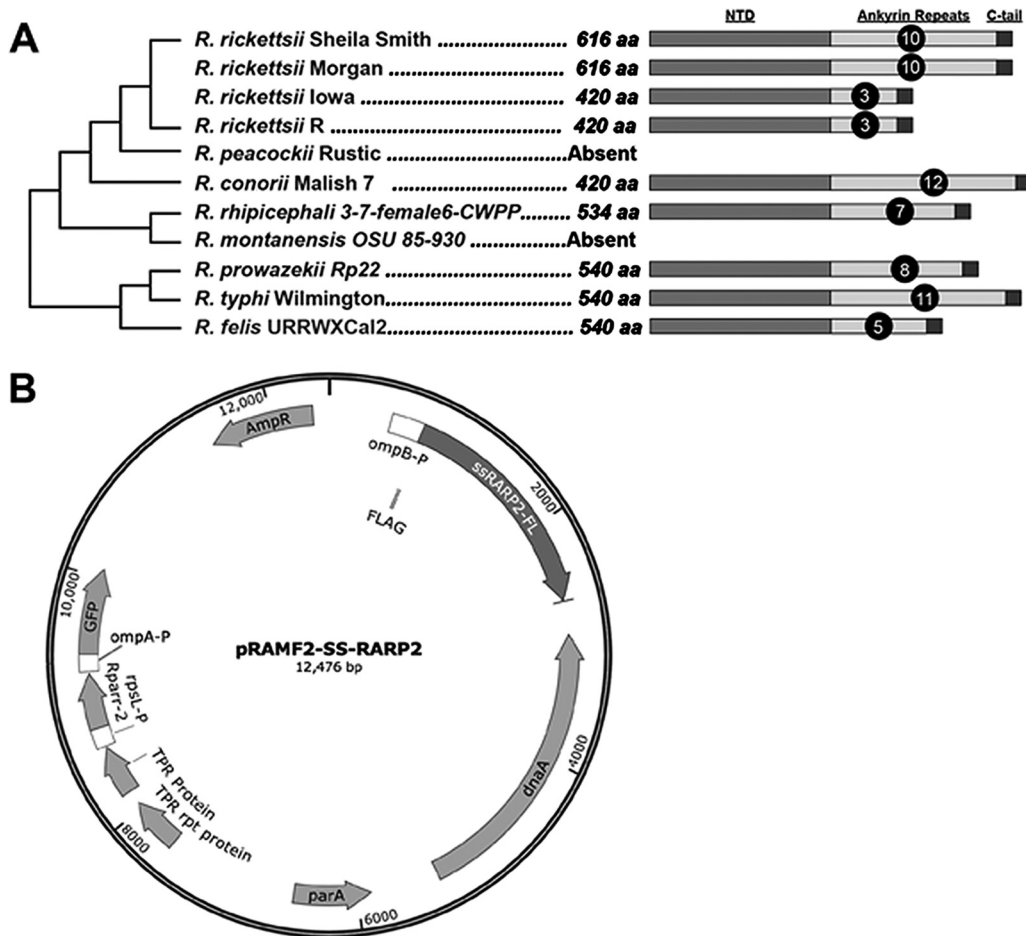 A
NTD Ankyrin Repeats C-tail
R. rickettsii Sheila Smith 616 aa 10
R. rickettsii Morgan 616 aa 10
R. rickettsii Iowa 420 aa 3
R. rickettsii R 420 aa 3
R. peacockii Rustic Absent
R. conorii Malish 7 420 aa 12
R. rhipicephali 3-7-female6-CWPP 534 aa 7
R. montanensis OSU 85-930 Absent
R. prowazekii Rp22 540 aa 8
R. typhi Wilmington 540 aa 11
R. felis URRWXCal2 540 aa 5
B
12,000
AmpR
ompB-P
ssRARP2-FL
2000
FLAG
10,000
GFP
ompA-P
pRAMF2-SS-RARP2
12,476 bp
rpsL-P
Rparr-2
TPR Protein
TPR rpt protein
dnaA
4000
8000
parA
6000